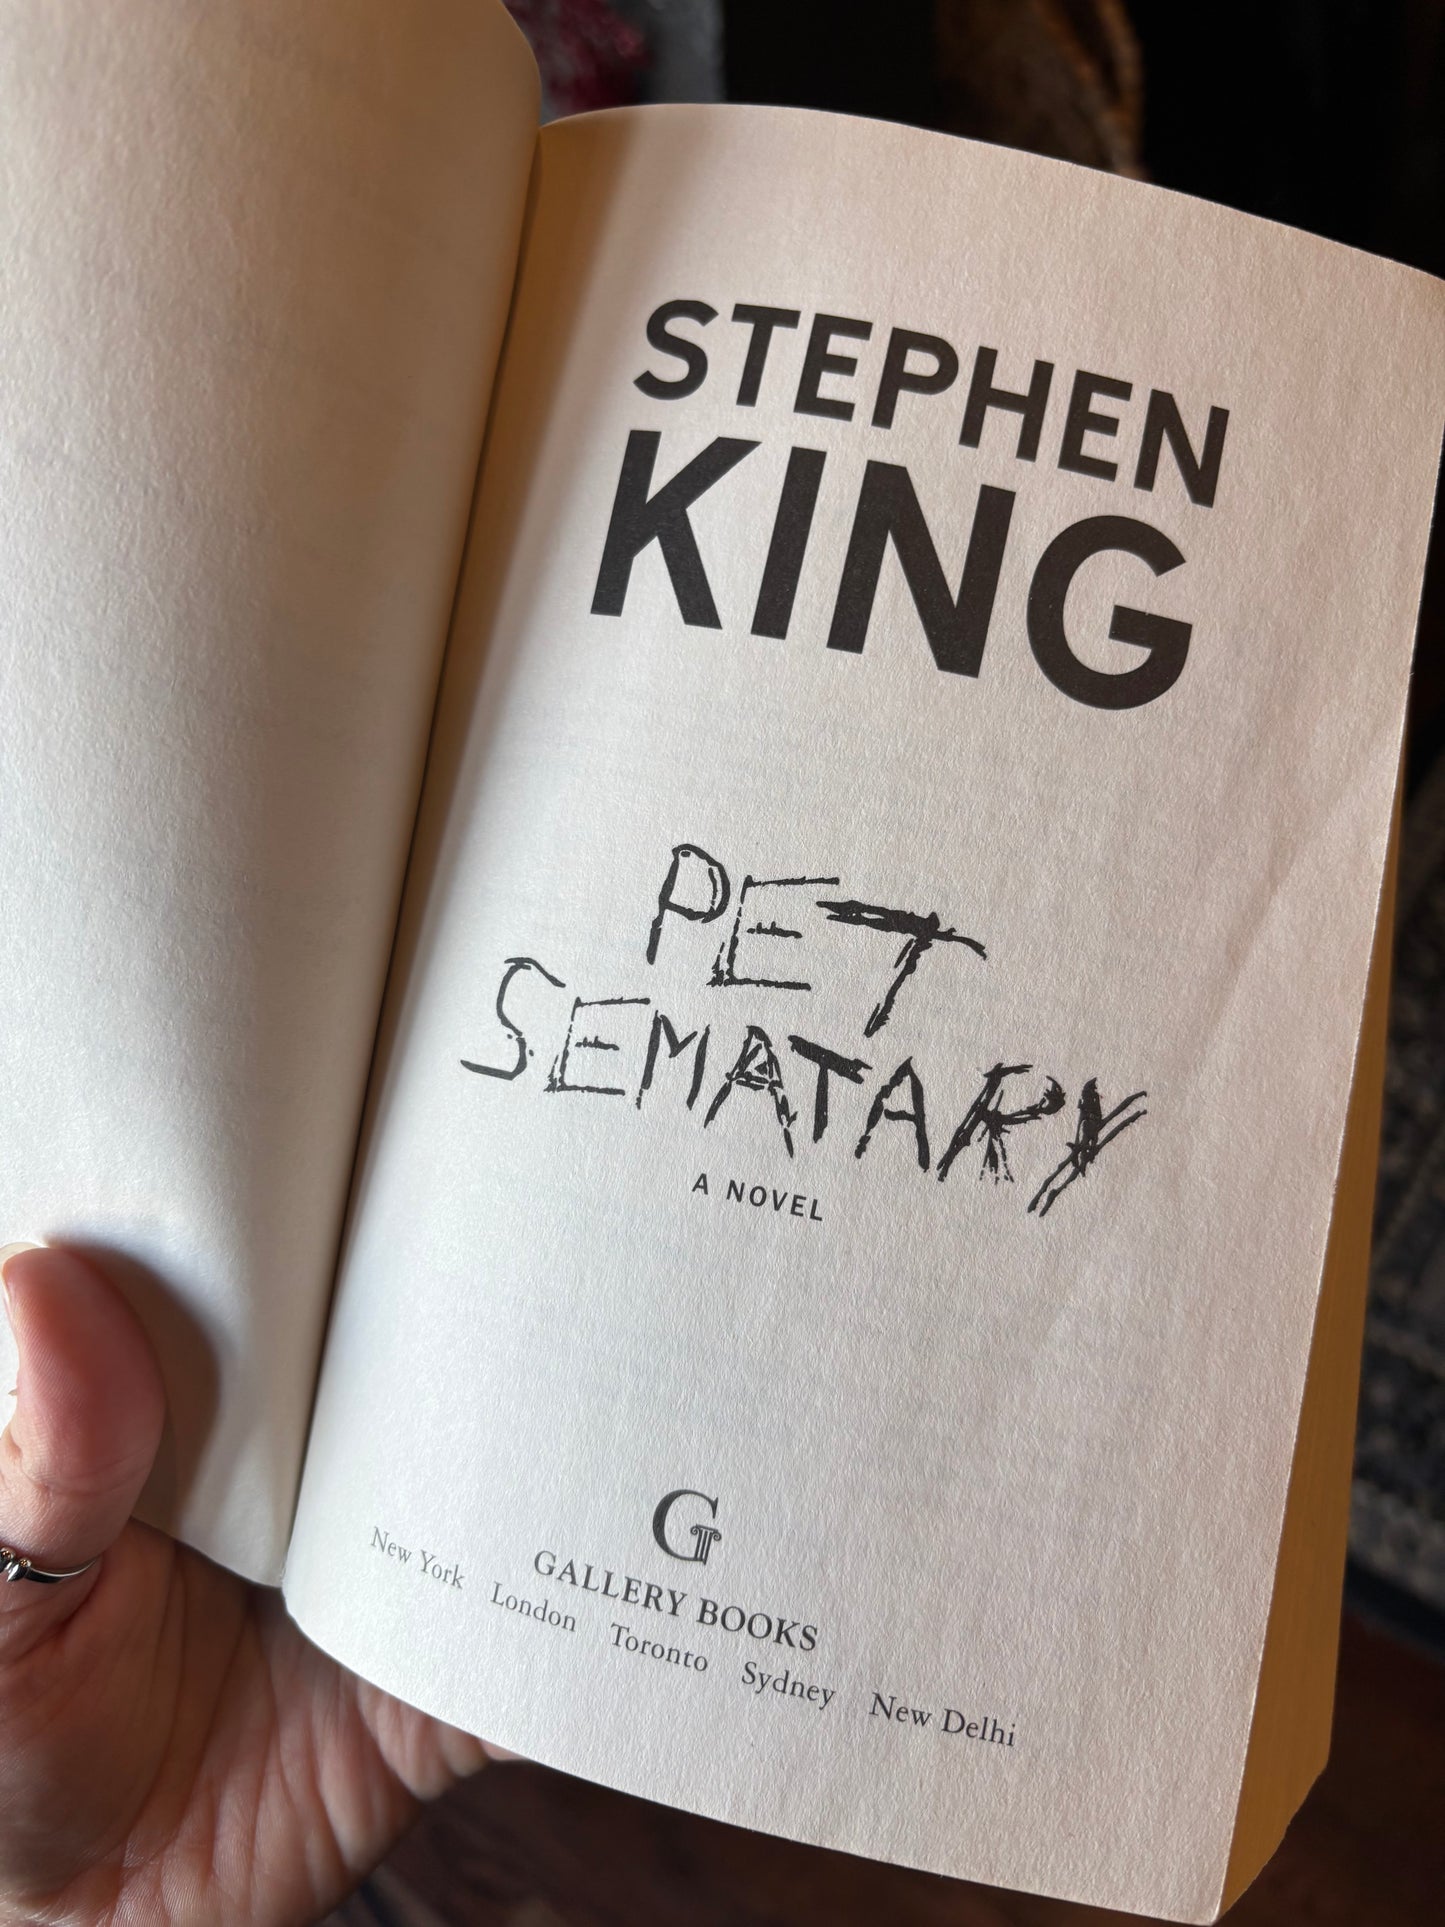 STEPHEN
KING
PET
SEMATARY
A NOVEL
G
GALLERY BOOKS
New York London Toronto Sydney New Delhi